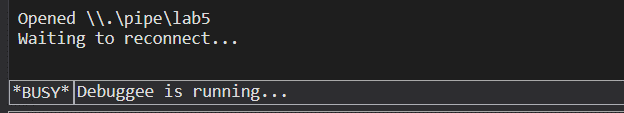 Opened \\.\pipe\lab5
Waiting to reconnect...
*BUSY* Debuggee is running...